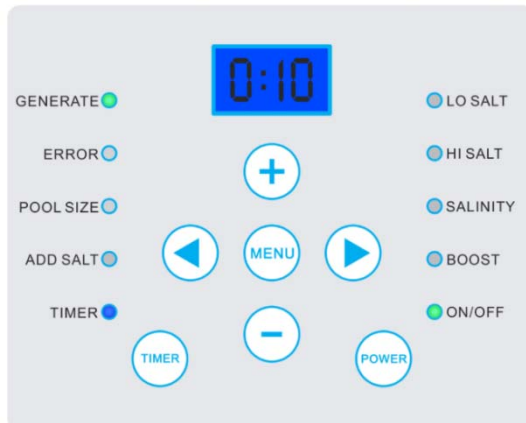 0:10
GENERATE
LO SALT
ERROR
HI SALT
POOL SIZE
SALINITY
ADD SALT
MENU
BOOST
TIMER
ON/OFF
TIMER
POWER